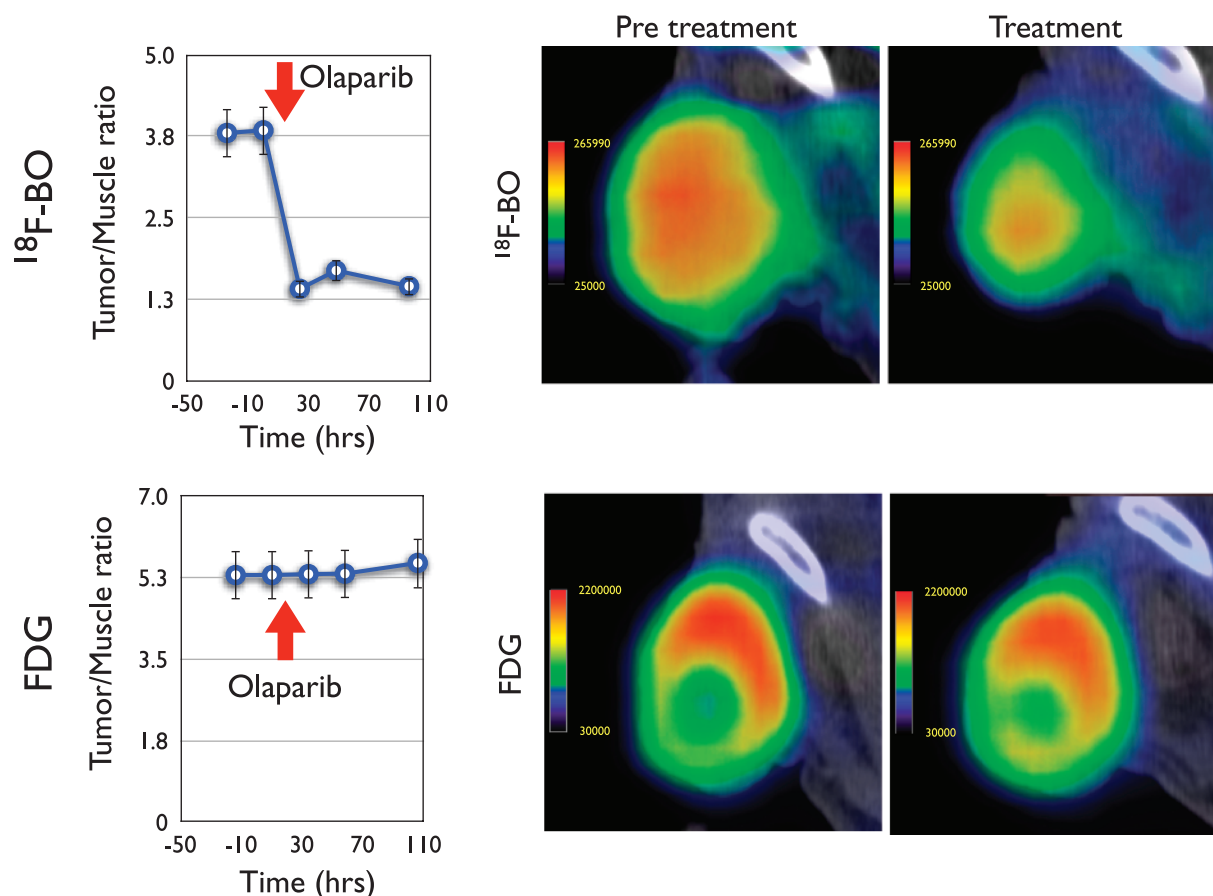 Pre treatment
Treatment
¹⁸F-BO
Tumor/Muscle ratio
5.0
3.8
2.5
1.3
0
Olaparib
-50 -10 30 70 110
Time (hrs)
¹⁸F-BO
265990
25000
265990
25000
FDG
Tumor/Muscle ratio
7.0
5.3
3.5
1.8
0
Olaparib
-50 -10 30 70 110
Time (hrs)
FDG
2200000
30000
2200000
30000